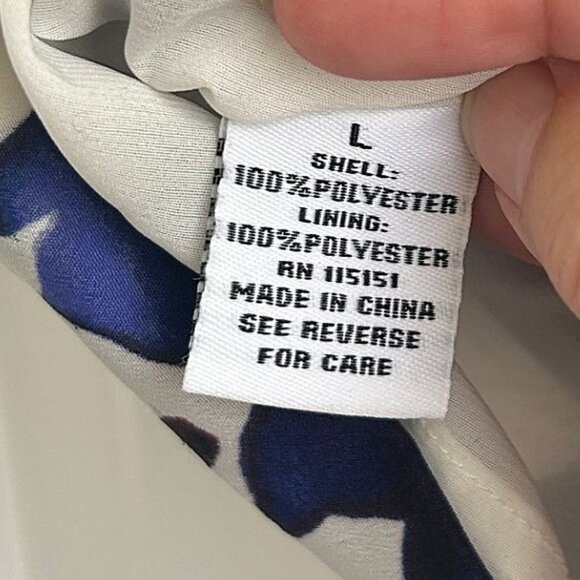 L
SHELL:
100%POLYESTER
LINING:
100%POLYESTER
RN 115151
MADE IN CHINA
SEE REVERSE
FOR CARE